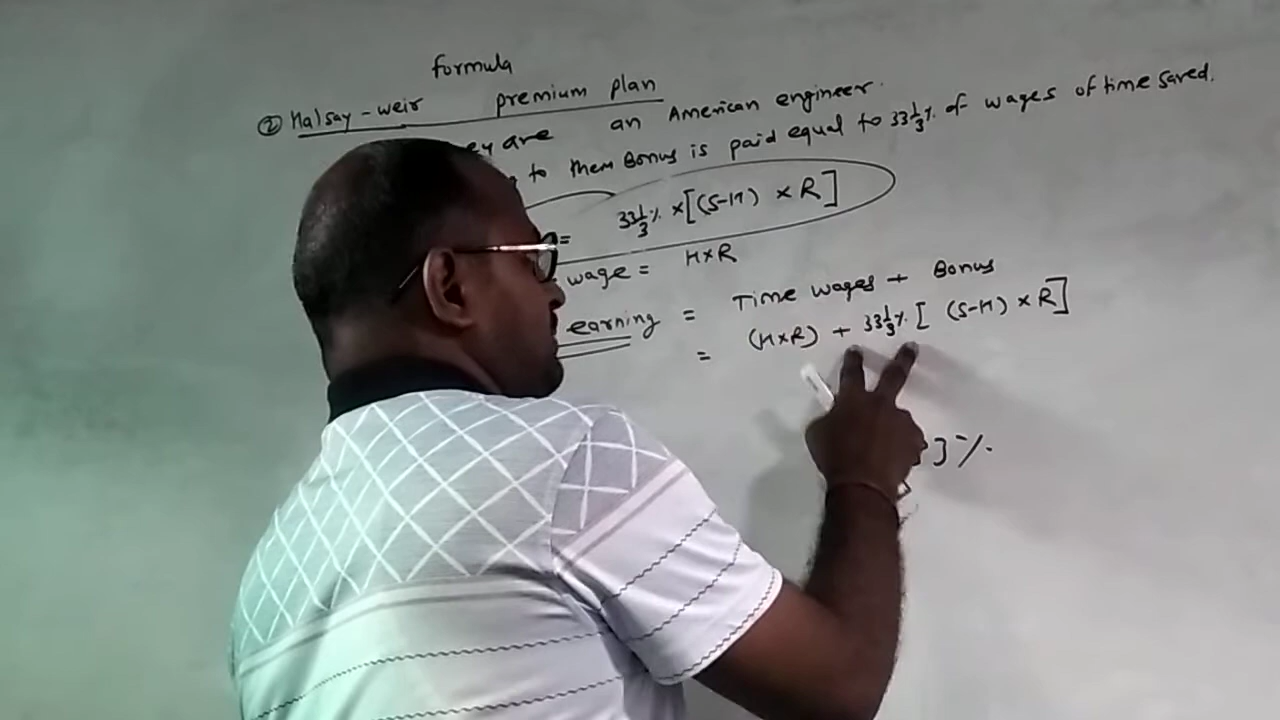 formula
② Halsay-weir premium plan
are an American engineer.
to them Bonus is paid equal to 33⅓% of wages of time saved.
= 33⅓% × [(S-H) × R]
wage = H×R
earning = Time wages + Bonus
= (H×R) + 33⅓% [ (S-H) × R]
3%